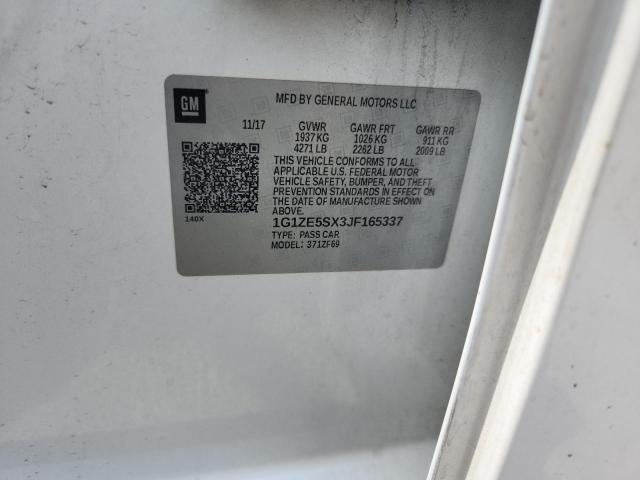 GM
MFD BY GENERAL MOTORS LLC
11/17 GVWR GAWR FRT GAWR RR
1937 KG 1026 KG 911 KG
4271 LB 2262 LB 2009 LB
THIS VEHICLE CONFORMS TO ALL
APPLICABLE U.S. FEDERAL MOTOR
VEHICLE SAFETY, BUMPER, AND THEFT
PREVENTION STANDARDS IN EFFECT ON
THE DATE OF MANUFACTURE SHOWN
ABOVE.
140X
1G1ZE5SX3JF165337
TYPE: PASS CAR
MODEL: 371ZF69